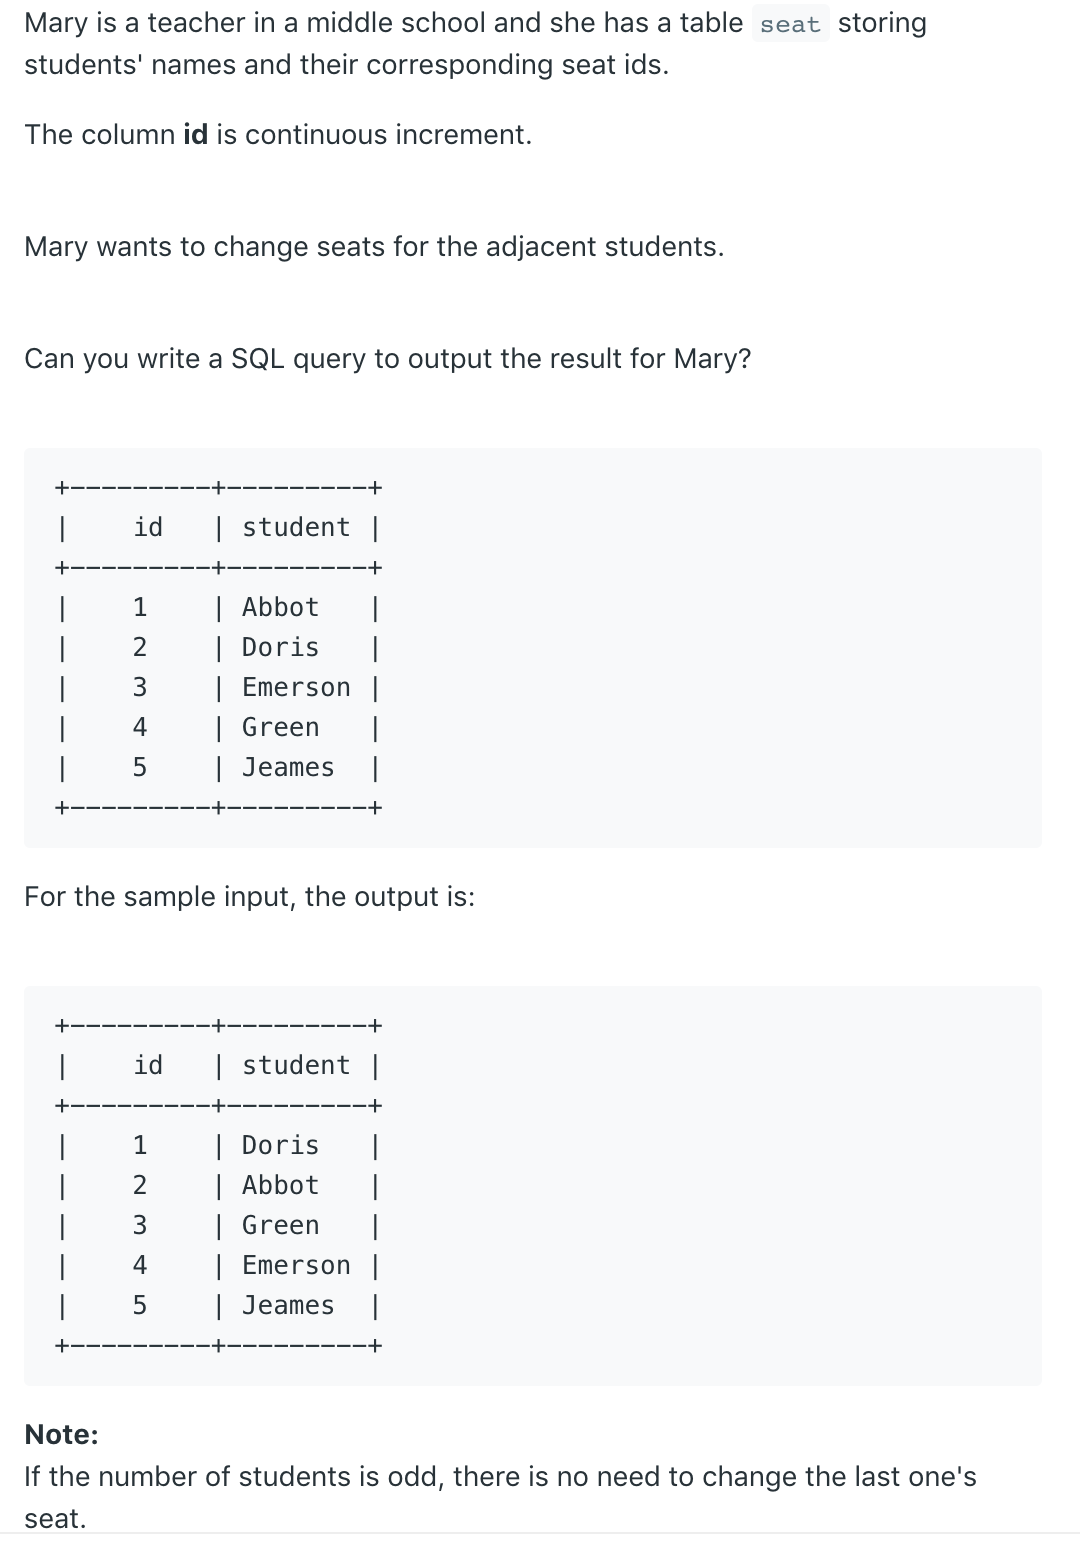 Mary is a teacher in a middle school and she has a table seat storing
students' names and their corresponding seat ids.
The column id is continuous increment.
Mary wants to change seats for the adjacent students.
Can you write a SQL query to output the result for Mary?
+---------+---------+
|    id   | student |
+---------+---------+
|    1    | Abbot   |
|    2    | Doris   |
|    3    | Emerson |
|    4    | Green   |
|    5    | Jeames  |
+---------+---------+
For the sample input, the output is:
+---------+---------+
|    id   | student |
+---------+---------+
|    1    | Doris   |
|    2    | Abbot   |
|    3    | Green   |
|    4    | Emerson |
|    5    | Jeames  |
+---------+---------+
Note:
If the number of students is odd, there is no need to change the last one's
seat.